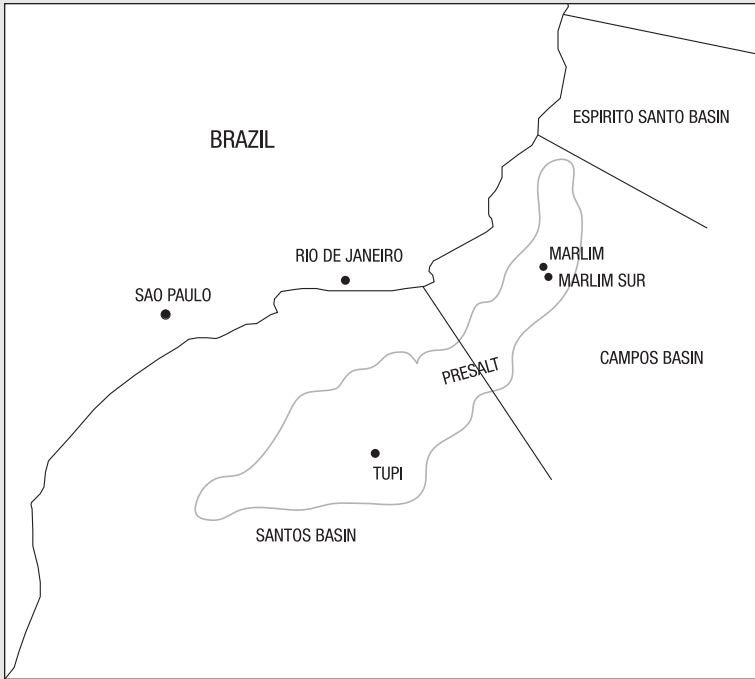 ESPIRITO SANTO BASIN
BRAZIL
RIO DE JANEIRO
MARLIM
MARLIM SUR
SAO PAULO
CAMPOS BASIN
PRESALT
TUPI
SANTOS BASIN